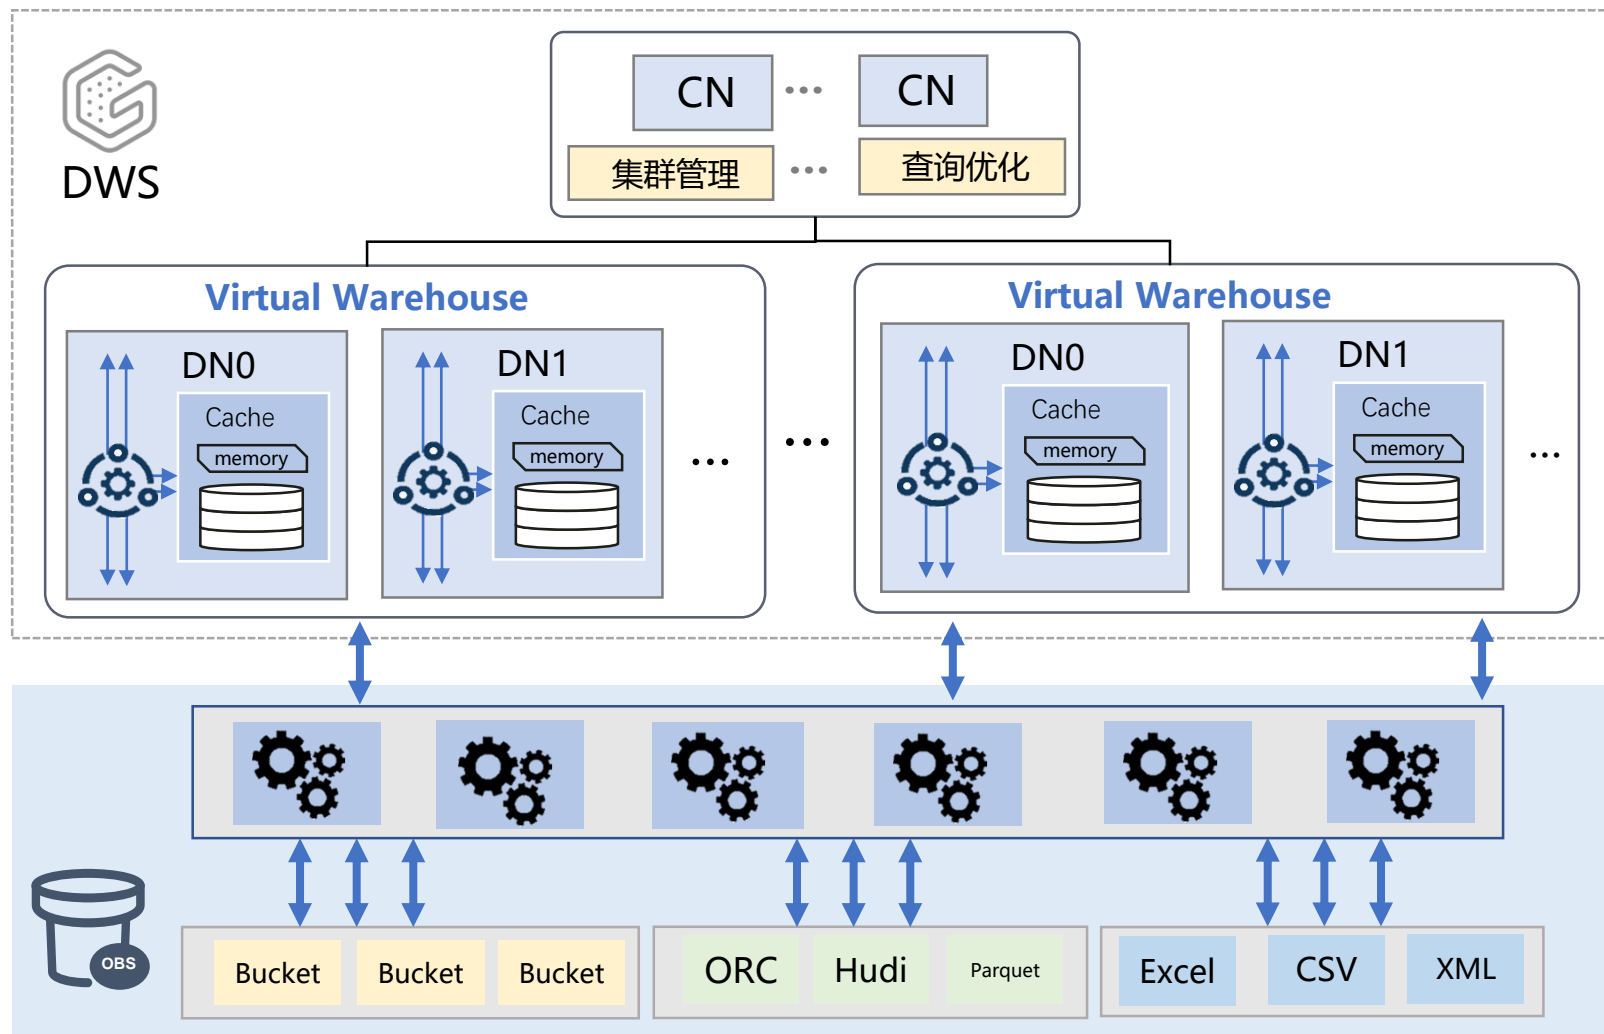 DWS
CN ... CN
集群管理 ... 查询优化
Virtual Warehouse
DN0
Cache
memory
DN1
Cache
memory
...
...
Virtual Warehouse
DN0
Cache
memory
DN1
Cache
memory
...
OBS
Bucket Bucket Bucket
ORC Hudi Parquet
Excel CSV XML